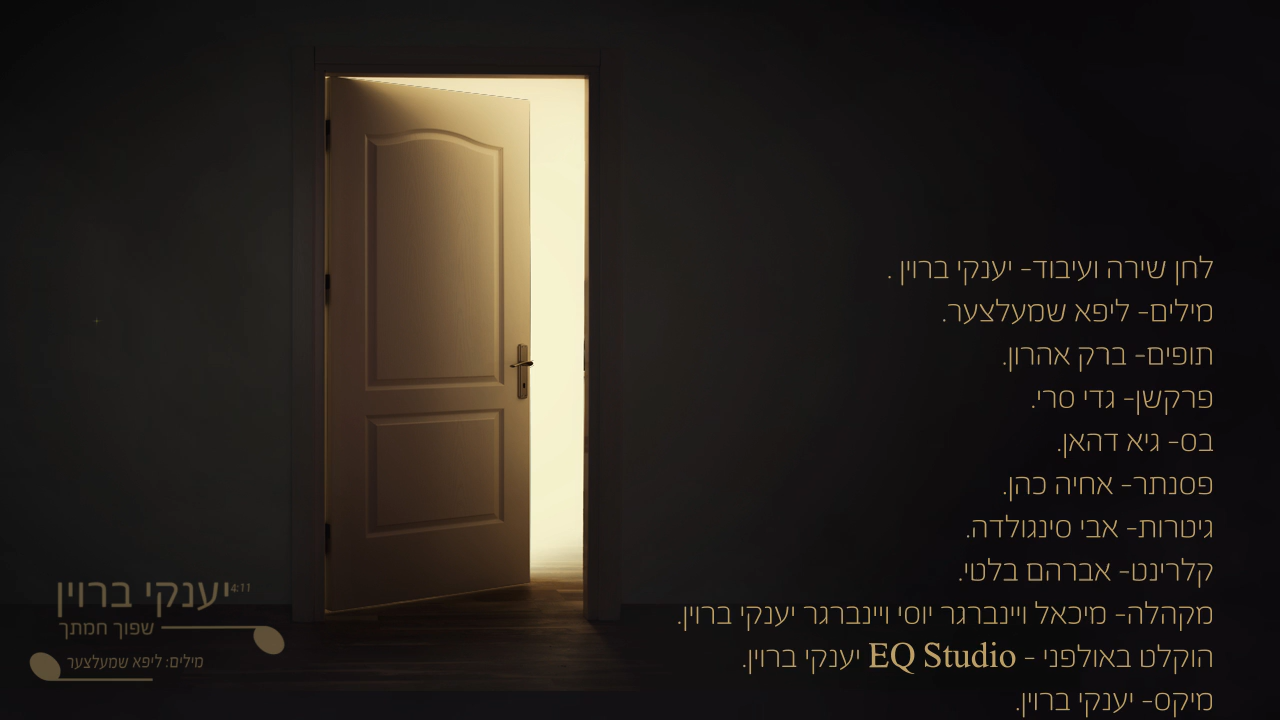 לחן שירה ועיבוד- יענקי ברוין .
מילים- ליפא שמעלצער.
תופים- ברק אהרון.
פרקשן- גדי סרי.
בס- גיא דהאן.
פסנתר- אחיה כהן.
גיטרות- אבי סינגולדה.
קלרינט- אברהם בלטי.
מקהלה- מיכאל ויינברגר יוסי ויינברגר יענקי ברוין.
הוקלט באולפני - EQ Studio יענקי ברוין.
מיקס- יענקי ברוין.
יענקי ברוין 4:11
שפוך חמתך
מילים: ליפא שמעלצער